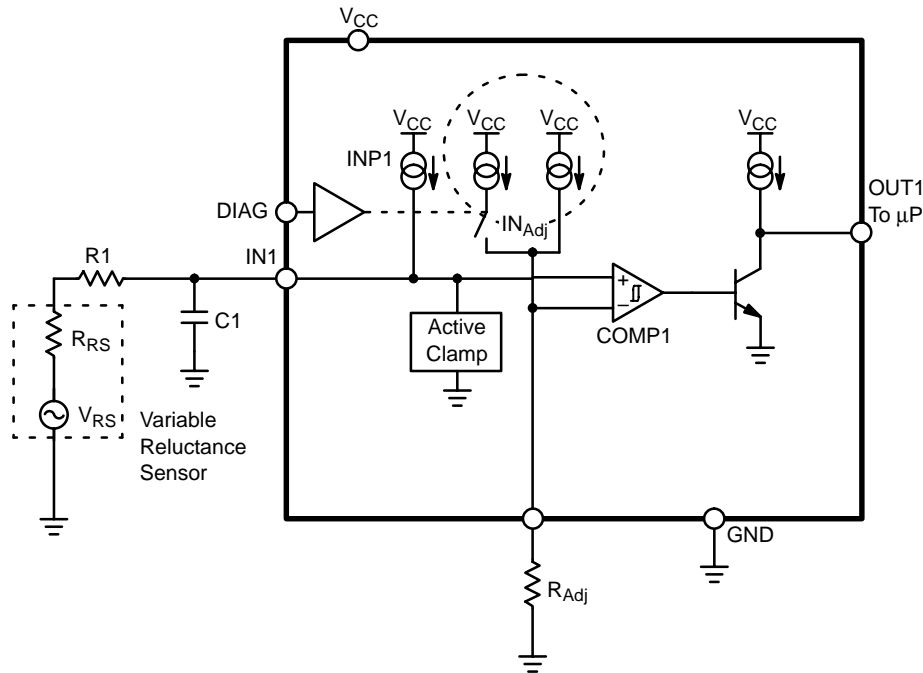 VCC
VCC
VCC
VCC
VCC
INP1
OUT1
To μP
DIAG
INAdj
R1
IN1
+
−
C1
COMP1
Active
Clamp
RRS
VRS
Variable
Reluctance
Sensor
GND
RAdj